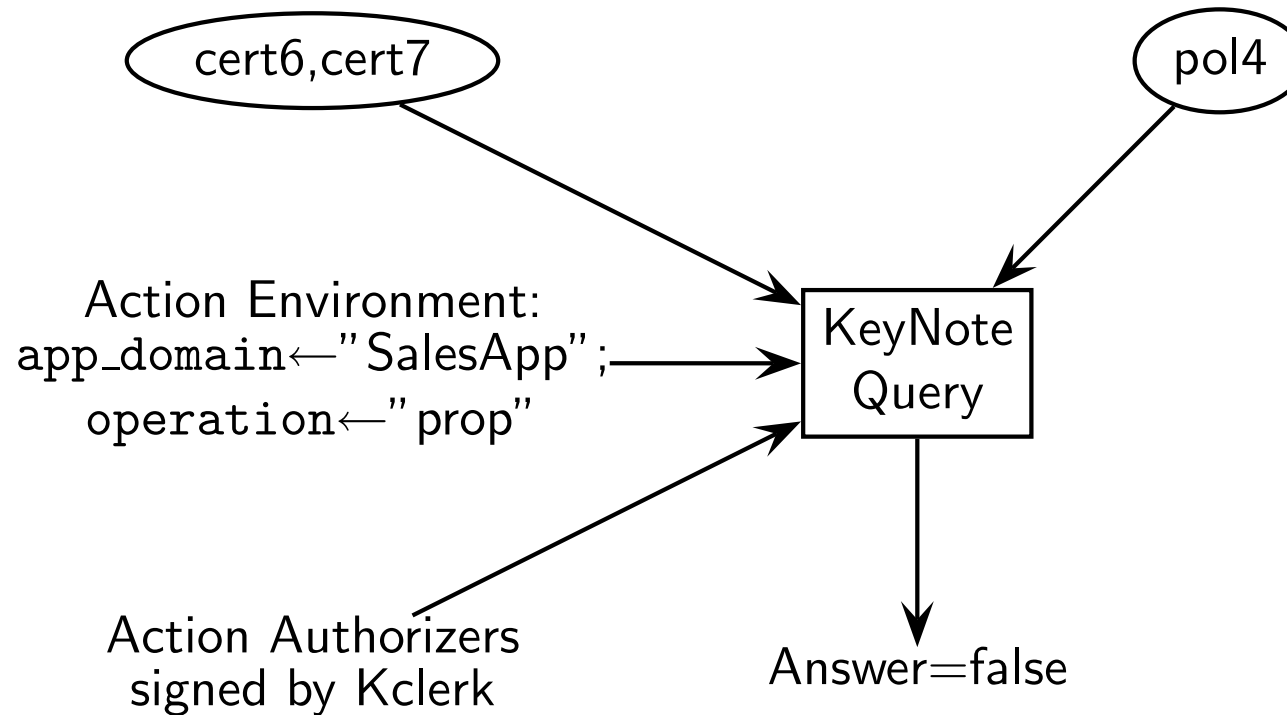 cert6,cert7
pol4
Action Environment:
app_domain←"SalesApp";
operation←"prop"
KeyNote
Query
Action Authorizers
signed by Kclerk
Answer=false